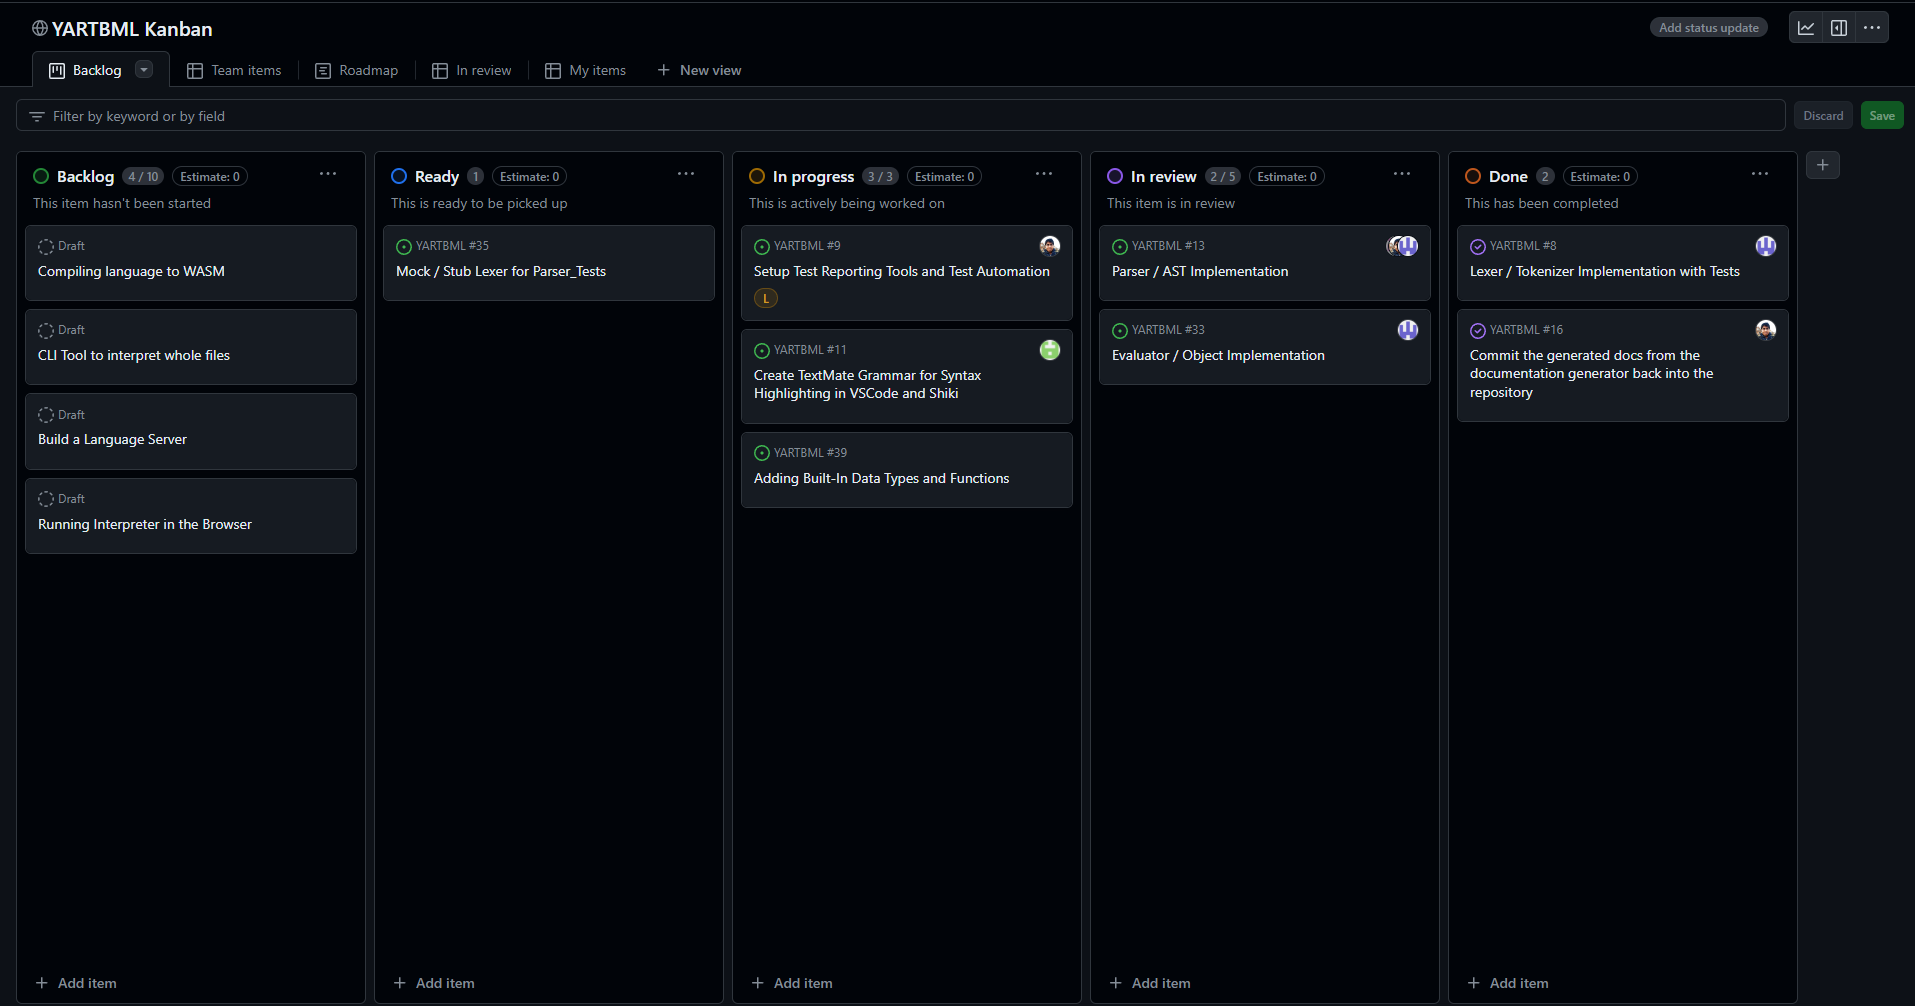 YARTBML Kanban
Add status update
Backlog
Team items
Roadmap
In review
My items
New view
Filter by keyword or by field
Discard
Save
Backlog 4 / 10 Estimate: 0
This item hasn't been started
Draft
Compiling language to WASM
Draft
CLI Tool to interpret whole files
Draft
Build a Language Server
Draft
Running Interpreter in the Browser
Add item
Ready 1 Estimate: 0
This is ready to be picked up
YARTBML #35
Mock / Stub Lexer for Parser_Tests
Add item
In progress 3 / 3 Estimate: 0
This is actively being worked on
YARTBML #9
Setup Test Reporting Tools and Test Automation
L
YARTBML #11
Create TextMate Grammar for Syntax
Highlighting in VSCode and Shiki
YARTBML #39
Adding Built-In Data Types and Functions
Add item
In review 2 / 5 Estimate: 0
This item is in review
YARTBML #13
Parser / AST Implementation
YARTBML #33
Evaluator / Object Implementation
Add item
Done 2 Estimate: 0
This has been completed
YARTBML #8
Lexer / Tokenizer Implementation with Tests
YARTBML #16
Commit the generated docs from the
documentation generator back into the
repository
Add item